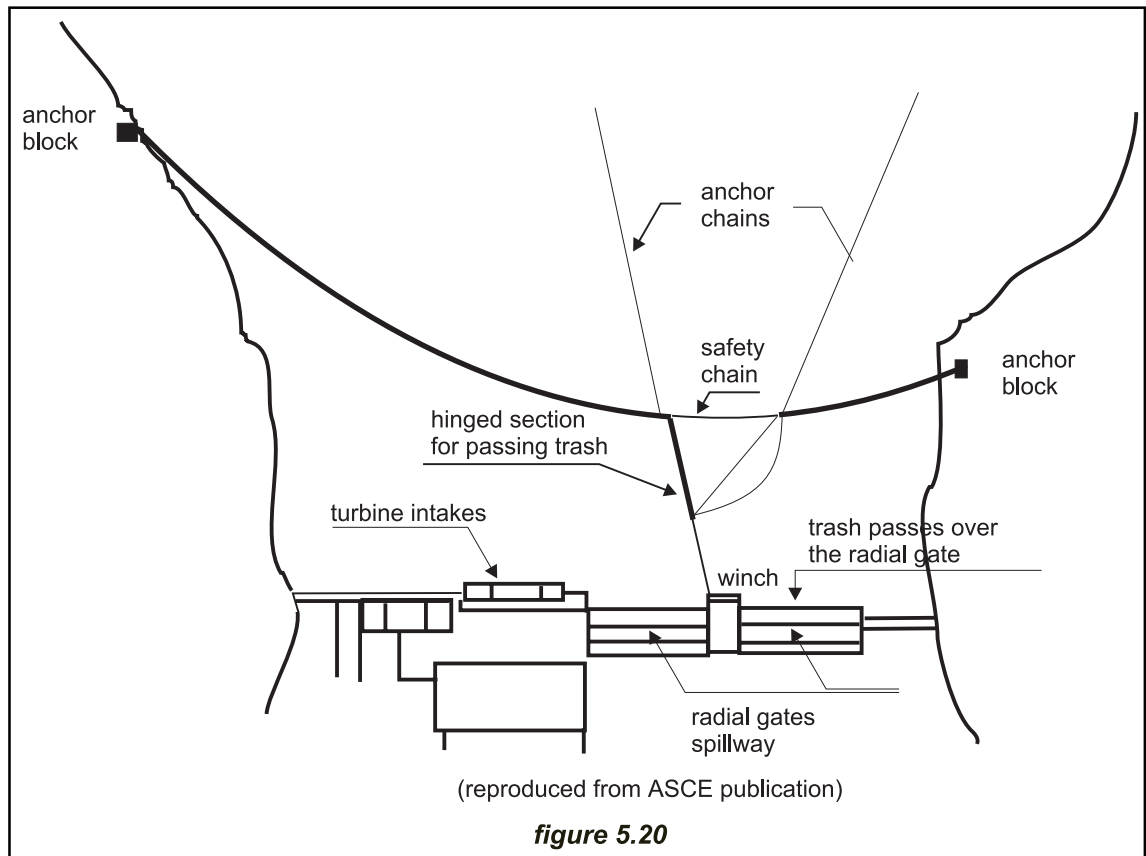 anchor
block
anchor
chains
safety
chain
anchor
block
hinged section
for passing trash
turbine intakes
trash passes over
the radial gate
winch
radial gates
spillway
(reproduced from ASCE publication)
figure 5.20